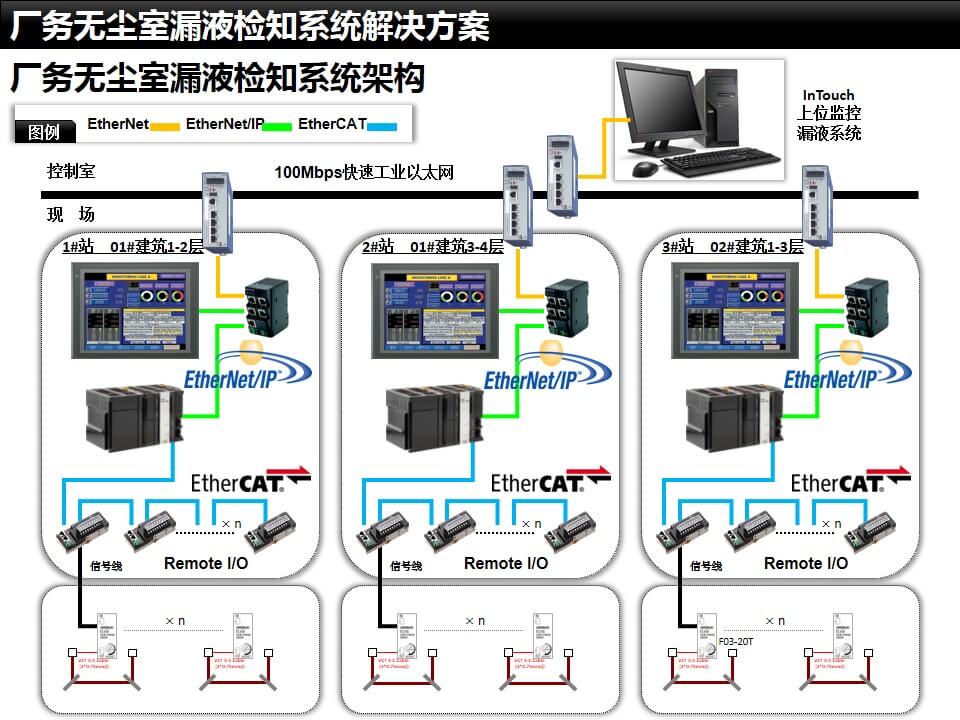 厂务无尘室漏液检知系统解决方案
厂务无尘室漏液检知系统架构
图例
EtherNet
EtherNet/IP
EtherCAT
InTouch
上位监控
漏液系统
控制室
100Mbps快速工业以太网
现 场
1#站 01#建筑1-2层
2#站 01#建筑3-4层
3#站 02#建筑1-3层
EtherNet/IP™
EtherNet/IP™
EtherNet/IP™
EtherCAT®
EtherCAT®
EtherCAT®
× n
× n
× n
信号线
Remote I/O
信号线
Remote I/O
信号线
Remote I/O
× n
× n
× n
F03-20T